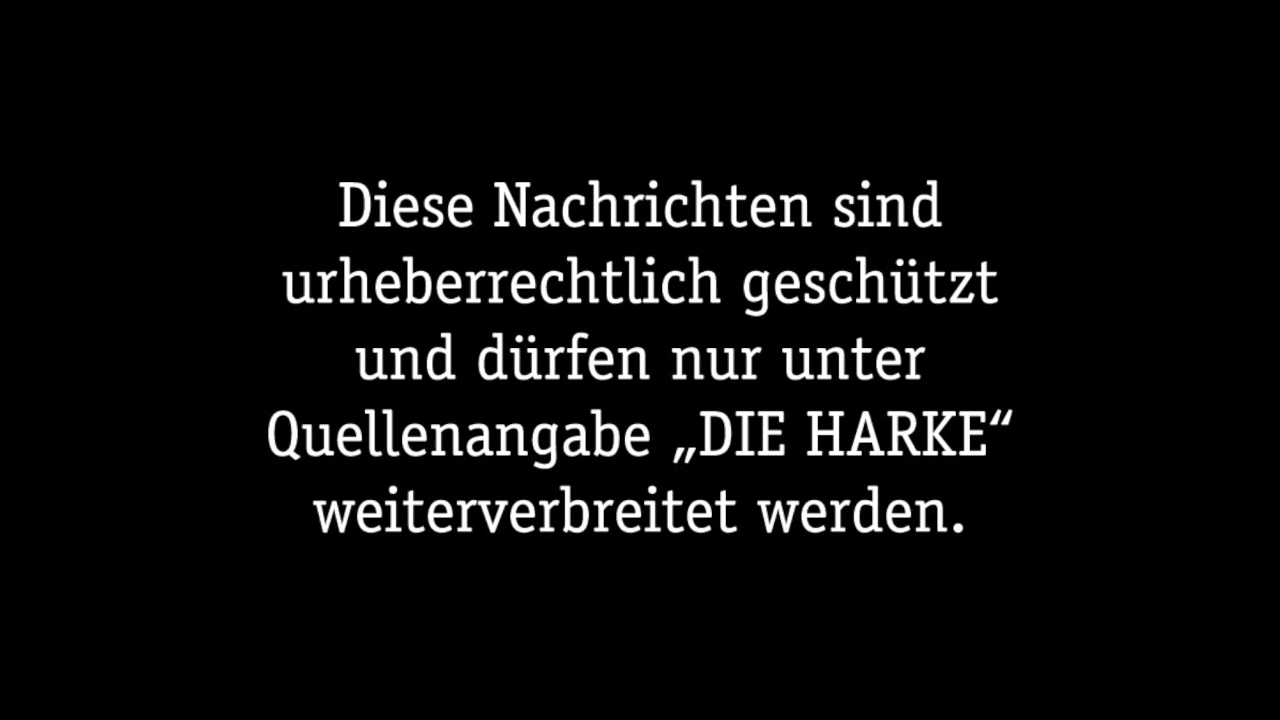 Diese Nachrichten sind
urheberrechtlich geschützt
und dürfen nur unter
Quellenangabe „DIE HARKE“
weiterverbreitet werden.